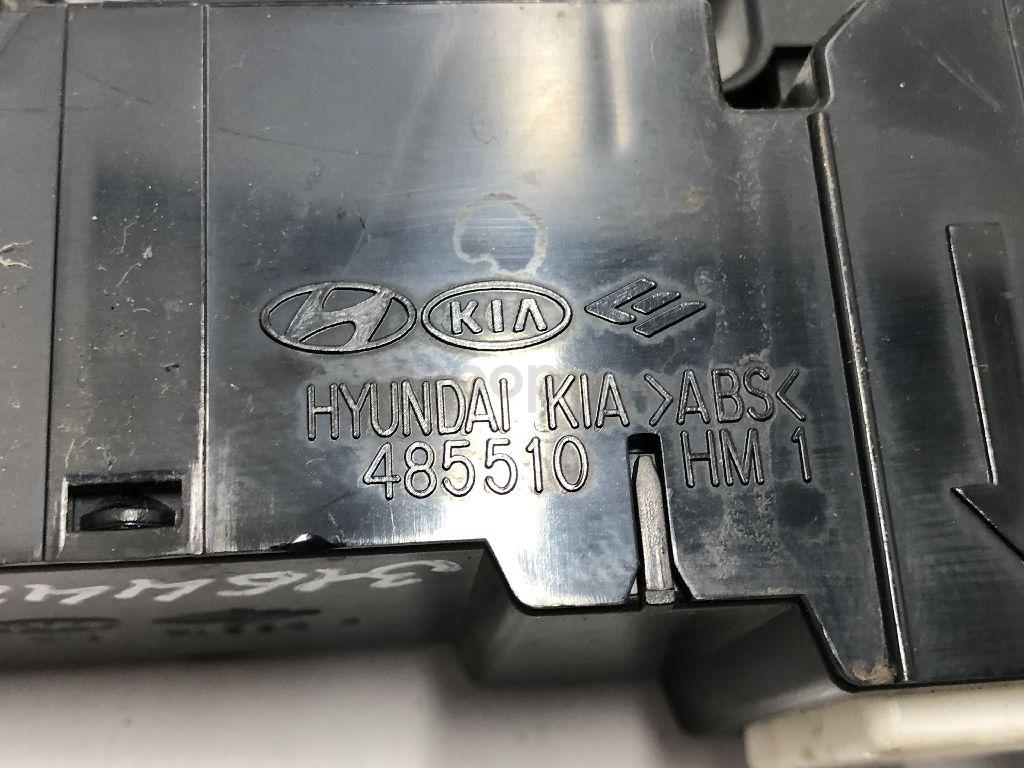 KIA
HYUNDAI KIA >ABS<
485510 HM 1